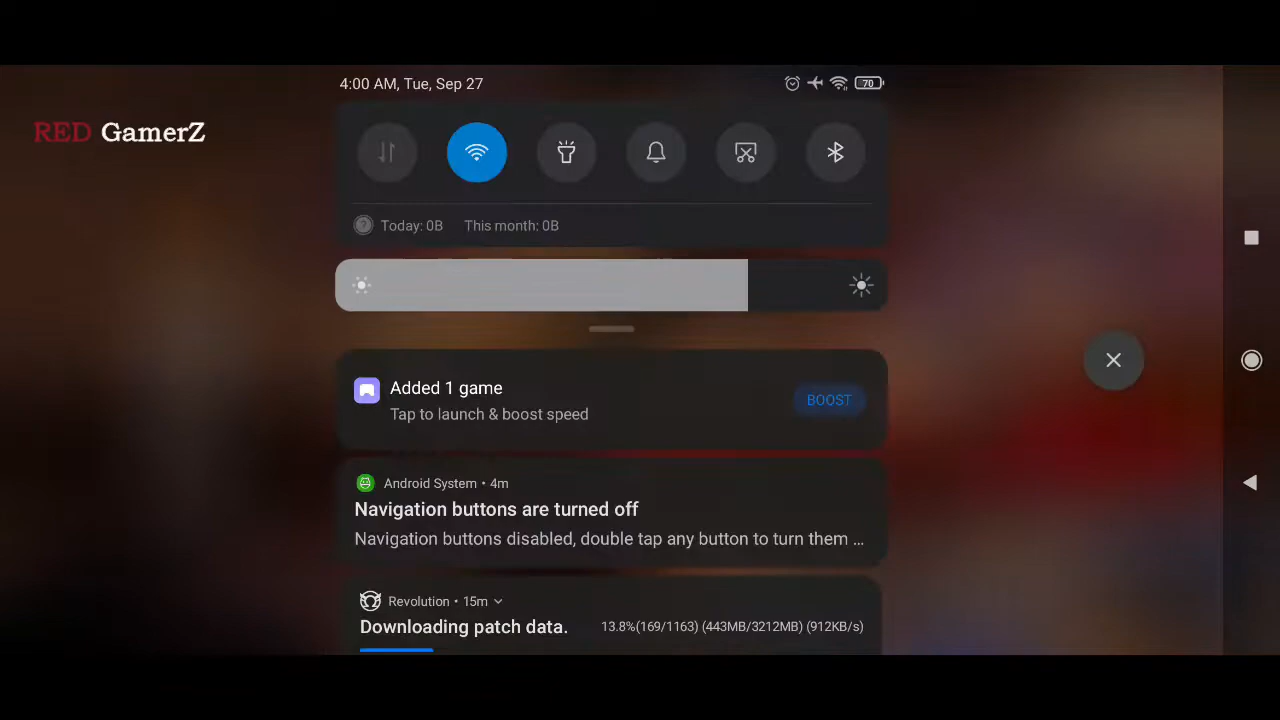 4:00 AM, Tue, Sep 27
70
RED GamerZ
Today: 0B This month: 0B
Added 1 game
Tap to launch & boost speed
BOOST
Android System • 4m
Navigation buttons are turned off
Navigation buttons disabled, double tap any button to turn them ...
Revolution • 15m
Downloading patch data. 13.8%(169/1163) (443MB/3212MB) (912KB/s)